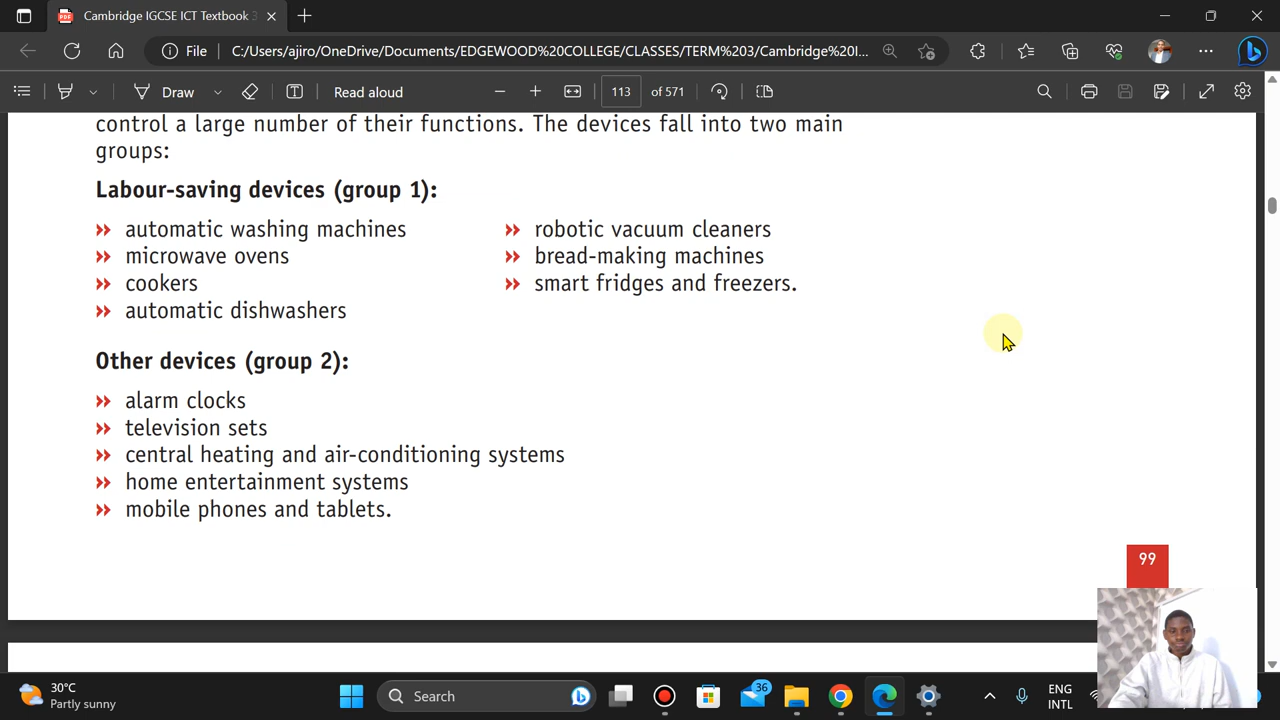 Cambridge IGCSE ICT Textbook 3
File
C:/Users/ajiro/OneDrive/Documents/EDGEWOOD%20COLLEGE/CLASSES/TERM%203/Cambridge%20I...
Draw
Read aloud
113 of 571
control a large number of their functions. The devices fall into two main
groups:
Labour-saving devices (group 1):
›› automatic washing machines
›› microwave ovens
›› cookers
›› automatic dishwashers
›› robotic vacuum cleaners
›› bread-making machines
›› smart fridges and freezers.
Other devices (group 2):
›› alarm clocks
›› television sets
›› central heating and air-conditioning systems
›› home entertainment systems
›› mobile phones and tablets.
99
30°C
Partly sunny
Search
36
ENG
INTL